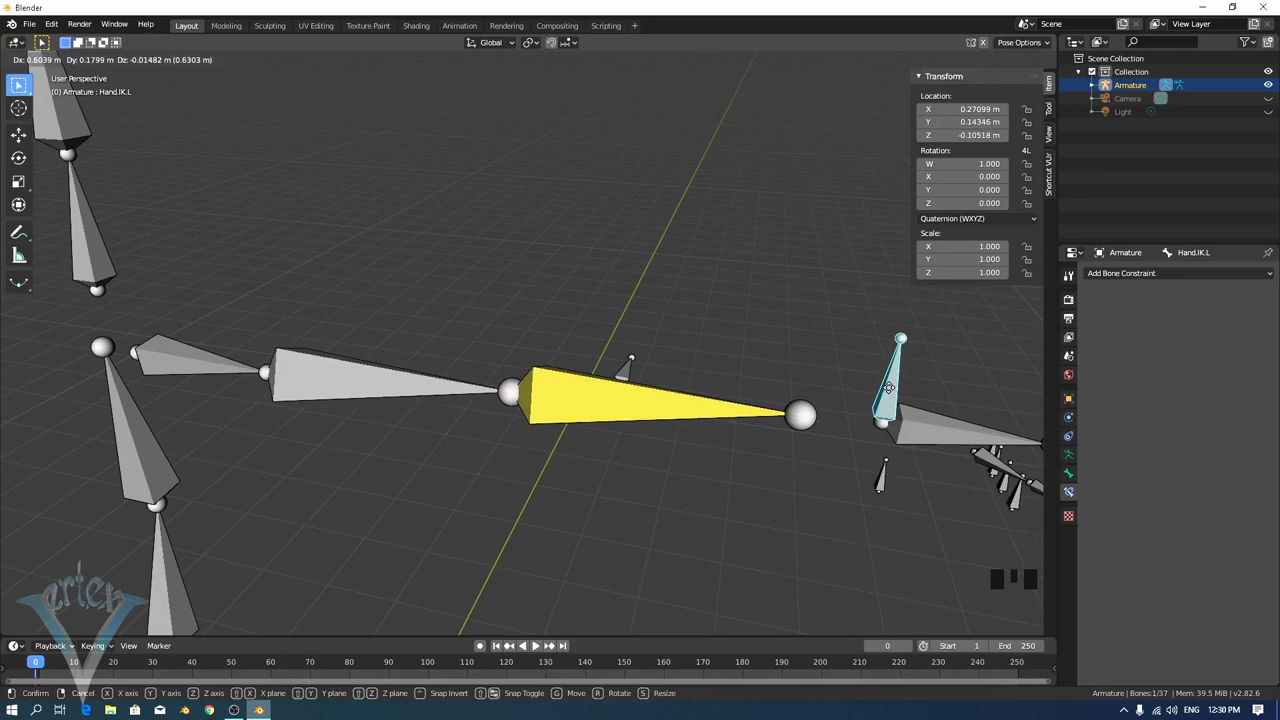 Blender
File Edit Render Window Help Layout Modeling Sculpting UV Editing Texture Paint Shading Animation Rendering Compositing Scripting + Scene View Layer
Global Pose Options
Dx: 0.6039 m Dy: 0.1799 m Dz: -0.01482 m (0.6303 m)
User Perspective
(0) Armature : Hand.IK.L
Transform
Location:
X 0.27099 m
Y 0.14346 m
Z -0.10518 m
Rotation: 4L
W 1.000
X 0.000
Y 0.000
Z 0.000
Quaternion (WXYZ)
Scale:
X 1.000
Y 1.000
Z 1.000
Item
Tool
View
Shortcut VUr
Scene Collection
Collection
Armature
Camera
Light
Armature Hand.IK.L
Add Bone Constraint
Vertex
Playback Keying View Marker 0 Start 1 End 250
0 10 20 30 40 50 60 70 80 90 100 110 120 130 140 150 160 170 180 190 200 210 220 230 240 250
Confirm Cancel X X axis Y Y axis Z Z axis X X plane Y Y plane Z Z plane Snap Invert Snap Toggle G Move R Rotate S Resize Armature | Bones:1/37 | Mem: 39.5 MiB | v2.82.6
ENG 12:30 PM